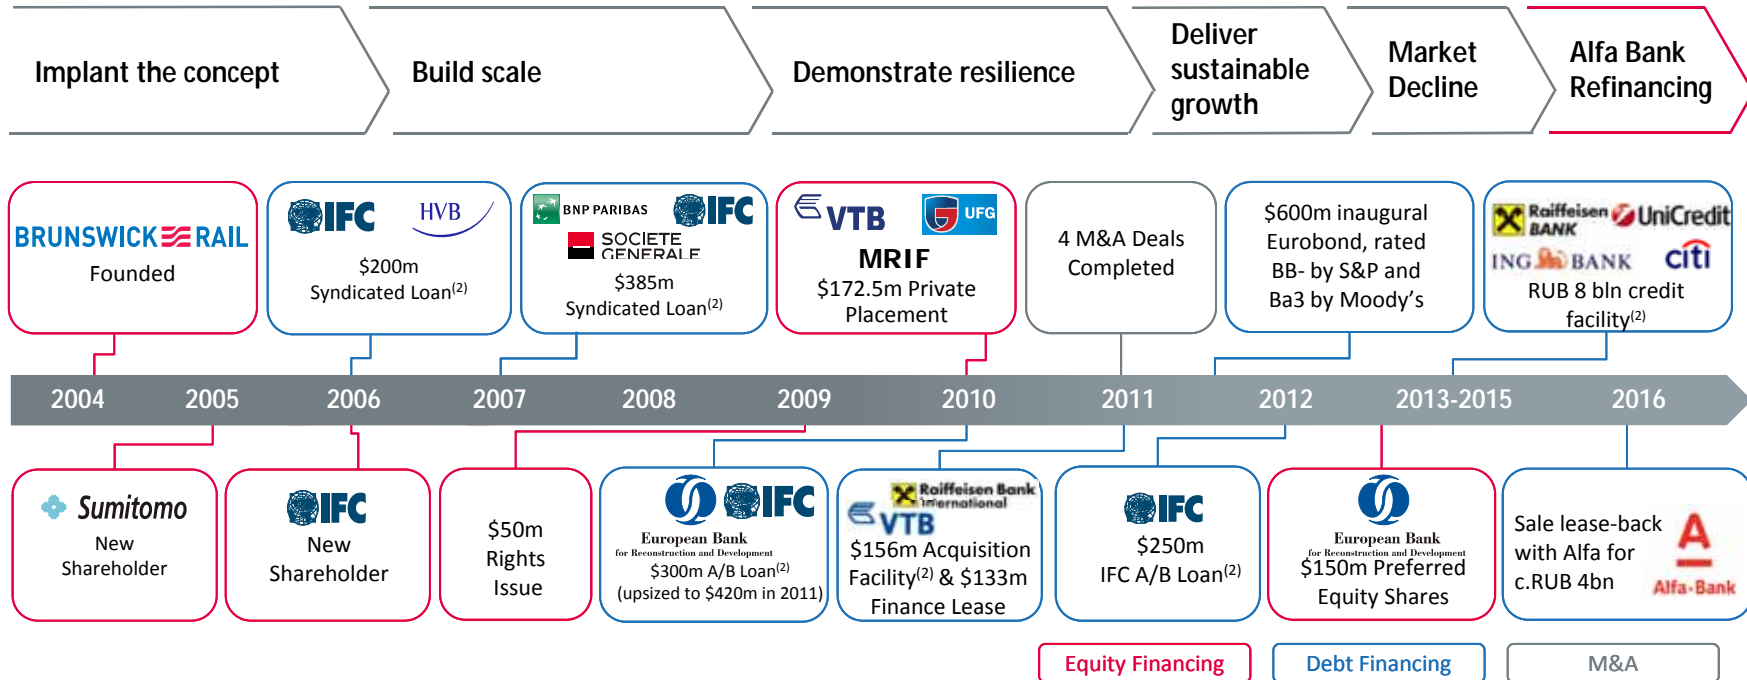 Implant the concept
Build scale
Demonstrate resilience
Deliver
sustainable
growth
Market
Decline
Alfa Bank
Refinancing
BRUNSWICK RAIL
Founded
IFC
HVB
$200m
Syndicated Loan(2)
BNP PARIBAS
IFC
SOCIETE
GENERALE
$385m
Syndicated Loan(2)
VTB
UFG
MRIF
$172.5m Private
Placement
4 M&A Deals
Completed
$600m inaugural
Eurobond, rated
BB- by S&P and
Ba3 by Moody's
Raiffeisen
BANK
UniCredit
ING BANK
citi
RUB 8 bln credit
facility(2)
2004
2005
2006
2007
2008
2009
2010
2011
2012
2013-2015
2016
Sumitomo
New
Shareholder
IFC
New
Shareholder
$50m
Rights
Issue
IFC
European Bank
for Reconstruction and Development
$300m A/B Loan(2)
(upsized to $420m in 2011)
Raiffeisen Bank
International
VTB
$156m Acquisition
Facility(2) & $133m
Finance Lease
IFC
$250m
IFC A/B Loan(2)
European Bank
for Reconstruction and Development
$150m Preferred
Equity Shares
Sale lease-back
with Alfa for
c.RUB 4bn
A
Alfa·Bank
Equity Financing
Debt Financing
M&A